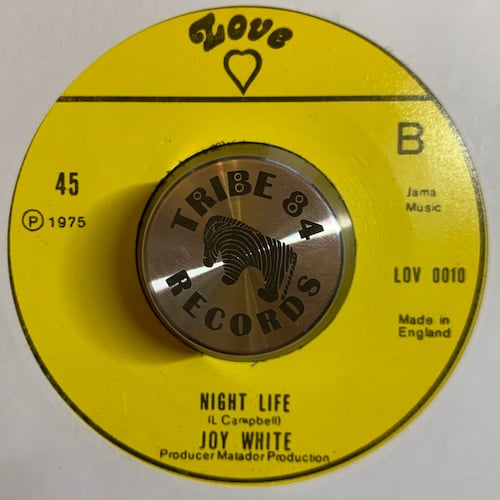 Love
B
45
℗ 1975
Jama
Music
LOV 0010
Made in
England
TRIBE 84
RECORDS
NIGHT LIFE
(L Campbell)
JOY WHITE
Producer Matador Production